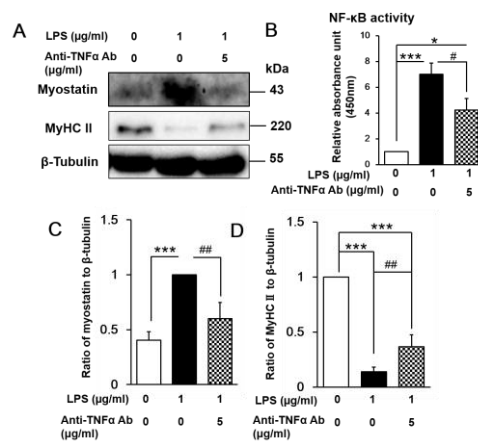 A
LPS (μg/ml) 0 1 1
Anti-TNFα Ab 0 0 5
(μg/ml)
kDa
Myostatin 43
MyHC II 220
β-Tubulin 55
B
NF-κB activity
*
*** #
Relative absorbance unit
(450nm)
10
8
6
4
2
0
LPS (μg/ml) 0 1 1
Anti-TNFα Ab (μg/ml) 0 0 5
C
*** ##
Ratio of myostatin to β-tubulin
1.5
1
0.5
0
LPS (μg/ml) 0 1 1
Anti-TNFα Ab 0 0 5
(μg/ml)
D
***
***
##
Ratio of MyHC II to β-tubulin
1.5
1
0.5
0
LPS (μg/ml) 0 1 1
Anti-TNFα Ab 0 0 5
(μg/ml)